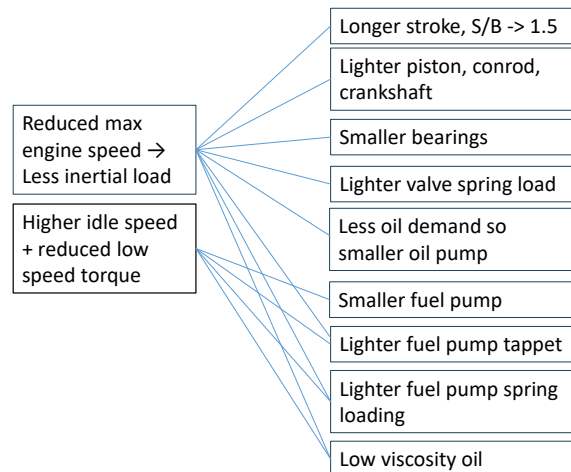 Reduced max
engine speed →
Less inertial load
Higher idle speed
+ reduced low
speed torque
Longer stroke, S/B -> 1.5
Lighter piston, conrod,
crankshaft
Smaller bearings
Lighter valve spring load
Less oil demand so
smaller oil pump
Smaller fuel pump
Lighter fuel pump tappet
Lighter fuel pump spring
loading
Low viscosity oil